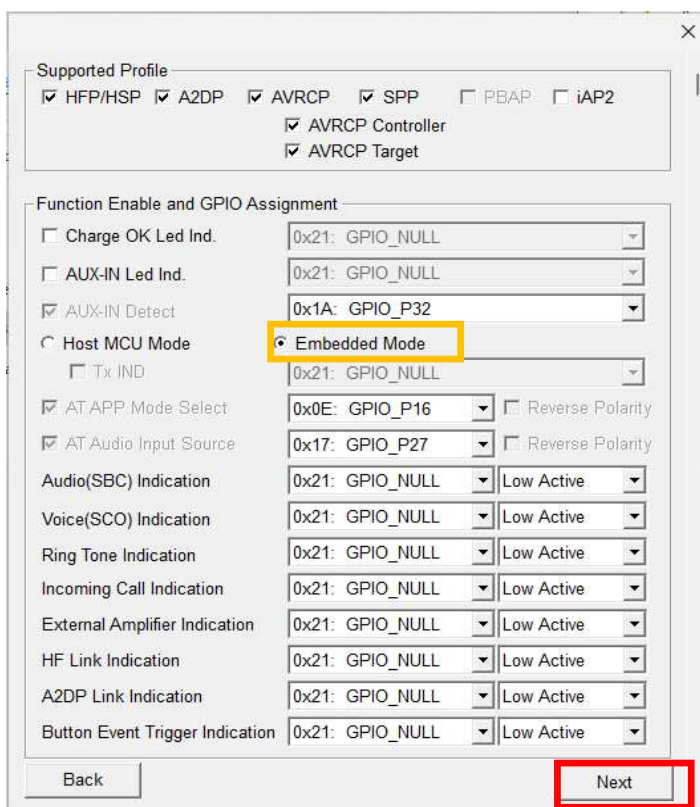 Supported Profile
HFP/HSP A2DP AVRCP SPP PBAP iAP2
AVRCP Controller
AVRCP Target
Function Enable and GPIO Assignment
Charge OK Led Ind. 0x21: GPIO_NULL
AUX-IN Led Ind. 0x21: GPIO_NULL
AUX-IN Detect 0x1A: GPIO_P32
Host MCU Mode Embedded Mode
Tx IND 0x21: GPIO_NULL
AT APP Mode Select 0x0E: GPIO_P16 Reverse Polarity
AT Audio Input Source 0x17: GPIO_P27 Reverse Polarity
Audio(SBC) Indication 0x21: GPIO_NULL Low Active
Voice(SCO) Indication 0x21: GPIO_NULL Low Active
Ring Tone Indication 0x21: GPIO_NULL Low Active
Incoming Call Indication 0x21: GPIO_NULL Low Active
External Amplifier Indication 0x21: GPIO_NULL Low Active
HF Link Indication 0x21: GPIO_NULL Low Active
A2DP Link Indication 0x21: GPIO_NULL Low Active
Button Event Trigger Indication 0x21: GPIO_NULL Low Active
Back Next